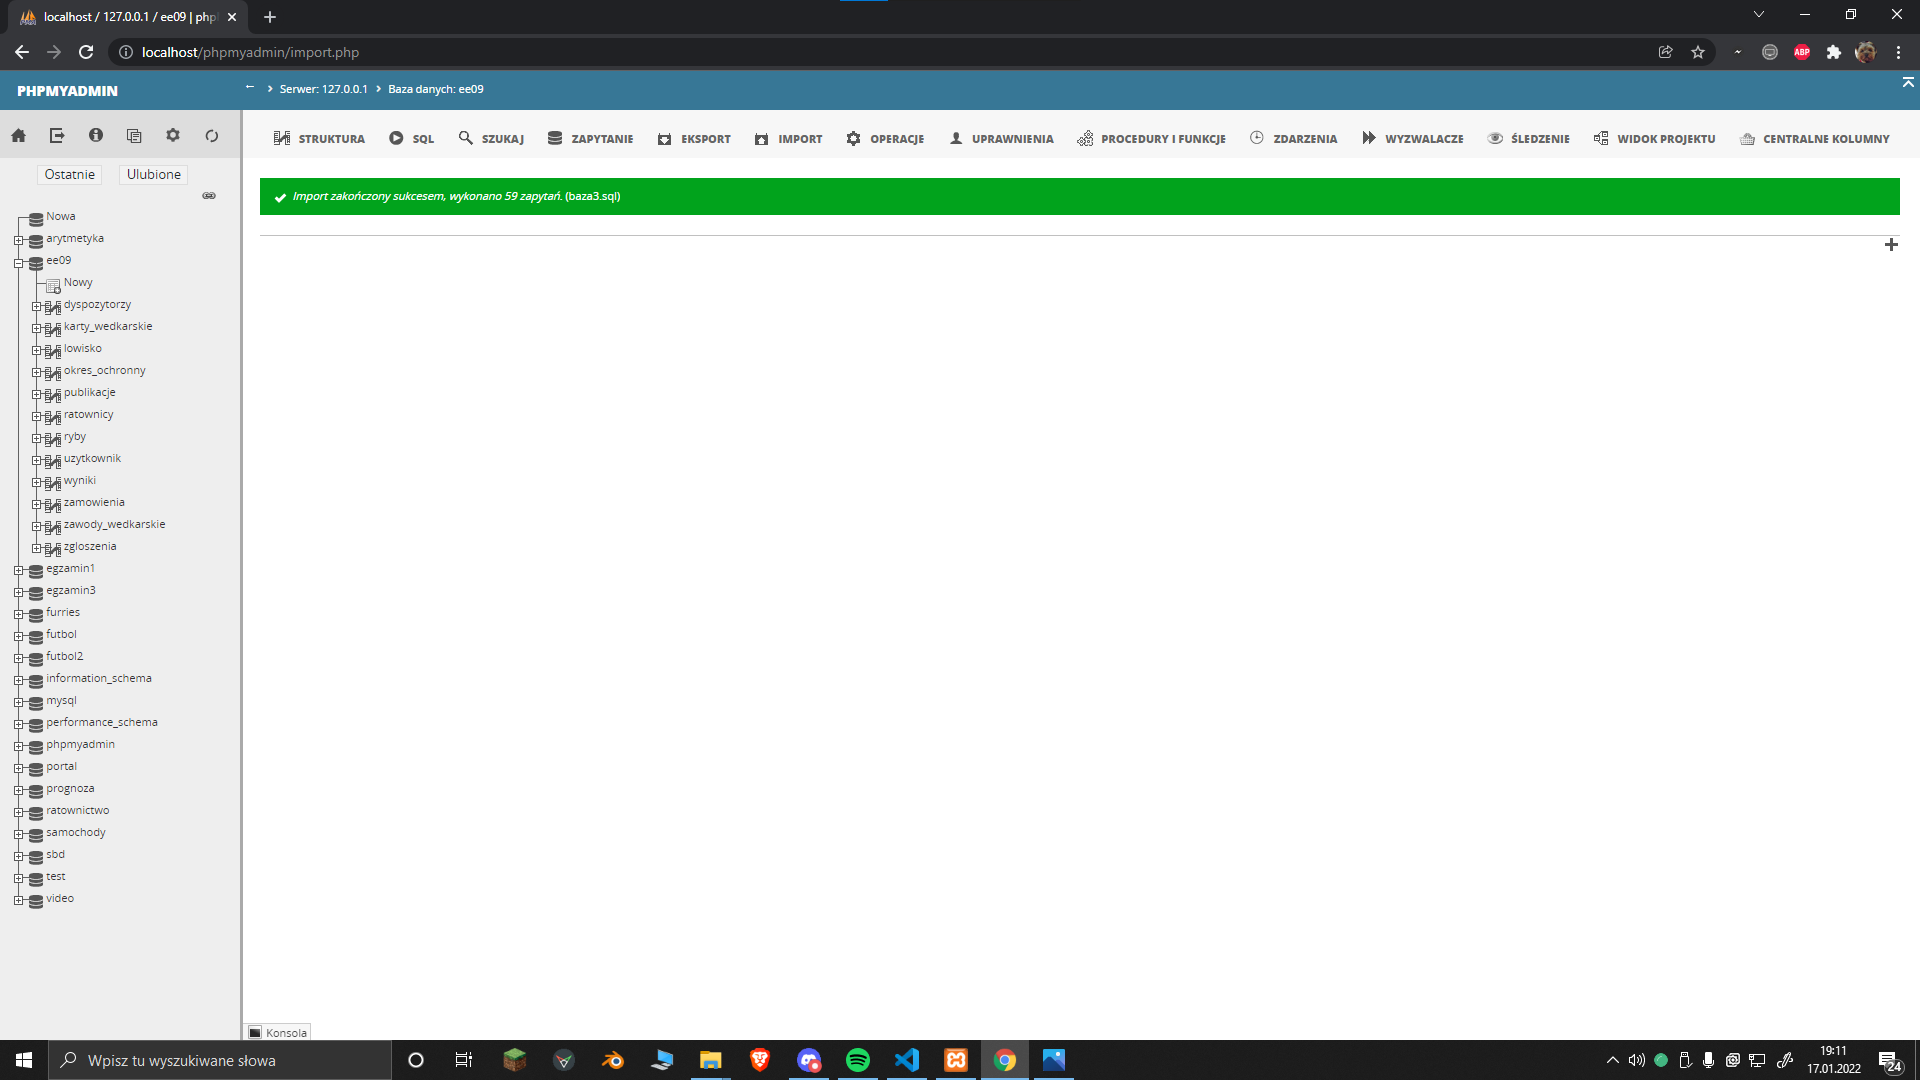 localhost / 127.0.0.1 / ee09 | php
localhost/phpmyadmin/import.php
ABP
PHPMYADMIN
Serwer: 127.0.0.1
Baza danych: ee09
STRUKTURA
SQL
SZUKAJ
ZAPYTANIE
EKSPORT
IMPORT
OPERACJE
UPRAWNIENIA
PROCEDURY I FUNKCJE
ZDARZENIA
WYZWALACZE
ŚLEDZENIE
WIDOK PROJEKTU
CENTRALNE KOLUMNY
Ostatnie
Ulubione
Import zakończony sukcesem, wykonano 59 zapytań. (baza3.sql)
Nowa
arytmetyka
ee09
Nowy
dyspozytorzy
karty_wedkarskie
lowisko
okres_ochronny
publikacje
ratownicy
ryby
uzytkownik
wyniki
zamowienia
zawody_wedkarskie
zgloszenia
egzamin1
egzamin3
furries
futbol
futbol2
information_schema
mysql
performance_schema
phpmyadmin
portal
prognoza
ratownictwo
samochody
sbd
test
video
Konsola
Wpisz tu wyszukiwane słowa
19:11
17.01.2022
24